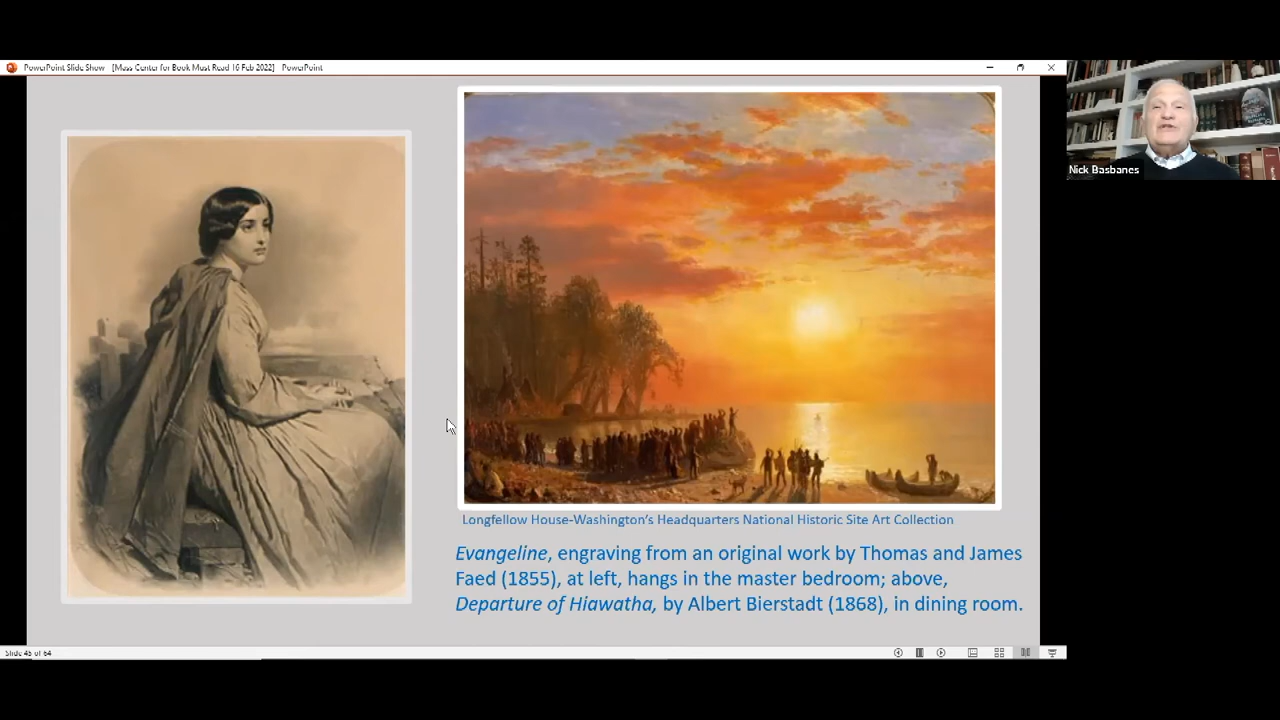 PowerPoint Slide Show - [Mass Center for Book Must Read 16 Feb 2022] - PowerPoint
Nick Basbanes
Longfellow House-Washington's Headquarters National Historic Site Art Collection
Evangeline, engraving from an original work by Thomas and James
Faed (1855), at left, hangs in the master bedroom; above,
Departure of Hiawatha, by Albert Bierstadt (1868), in dining room.
Slide 45 of 64